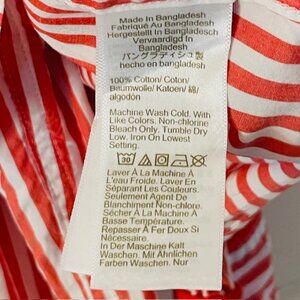 Made In Bangladesh
Fabriqué Au Bangladesh
Hergestellt In Bangladesch
Vervaardigd In
Bangladesh
バングラディシュ製
hecho en bangladesh
100% Cotton/ Coton/
Baumwolle/ Katoen/ 綿/
algodon
Machine Wash Cold. With
Like Colors. Non-chlorine
Bleach Only. Tumble Dry
Low. Iron On Lowest
Setting.
Laver À La Machine À
L'eau Froide. Laver En
Séparant Les Couleurs.
Seulement Agent De
Blanchiment Non-chlorine.
Sécher À La Machine À
Basse Température.
Repasser À Fer Doux Si
Nécessaire.
In Der Maschine Kalt
Waschen. Mit Ähnlichen
Farben Waschen. Nur